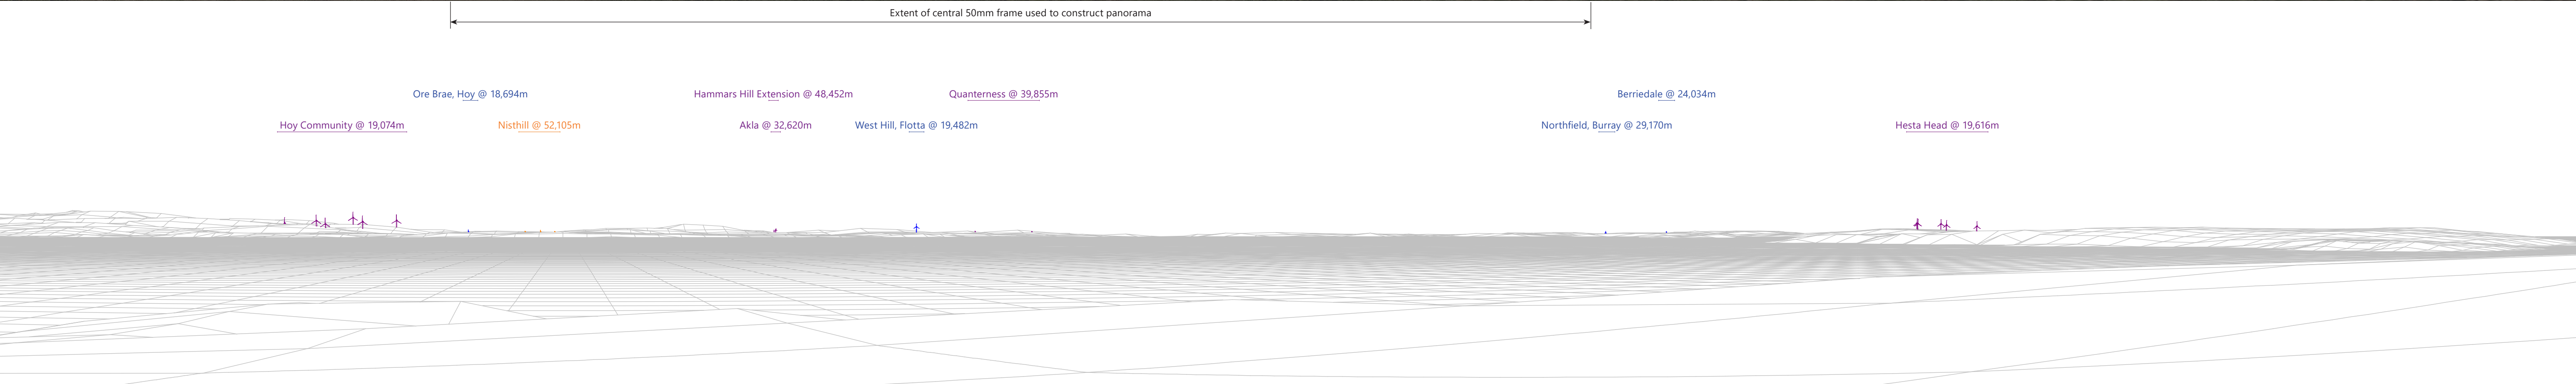 Extent of central 50mm frame used to construct panorama
Ore Brae, Hoy @ 18,694m
Hammars Hill Extension @ 48,452m
Quanterness @ 39,855m
Berriedale @ 24,034m
Hoy Community @ 19,074m
Nisthill @ 52,105m
Akla @ 32,620m
West Hill, Flotta @ 19,482m
Northfield, Burray @ 29,170m
Hesta Head @ 19,616m